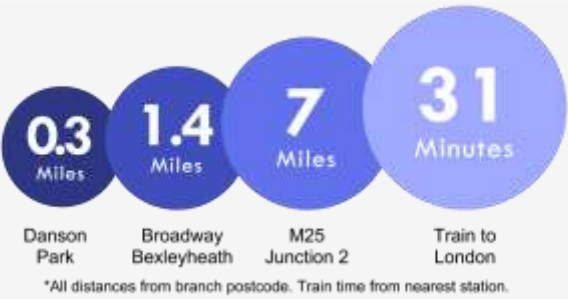 0.3
Miles
1.4
Miles
7
Miles
31
Minutes
Danson
Park
Broadway
Bexleyheath
M25
Junction 2
Train to
London
*All distances from branch postcode. Train time from nearest station.